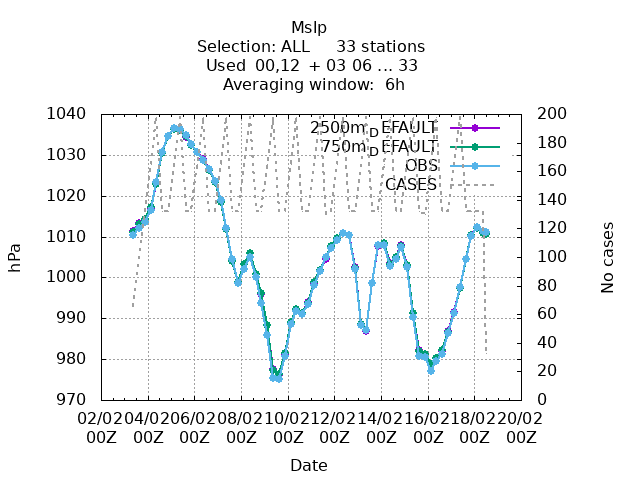 Mslp
Selection: ALL 33 stations
Used 00,12 + 03 06 ... 33
Averaging window: 6h
1040
1030
1020
1010
1000
990
980
970
hPa
200
180
160
140
120
100
80
60
40
20
0
No cases
2500m_DEFAULT
750m_DEFAULT
OBS
CASES
02/02 04/02 06/02 08/02 10/02 12/02 14/02 16/02 18/02 20/02
00Z 00Z 00Z 00Z 00Z 00Z 00Z 00Z 00Z 00Z
Date